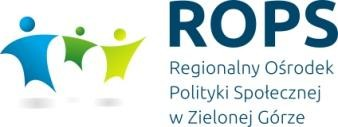 ROPS
Regionalny Ośrodek
Polityki Społecznej
w Zielonej Górze